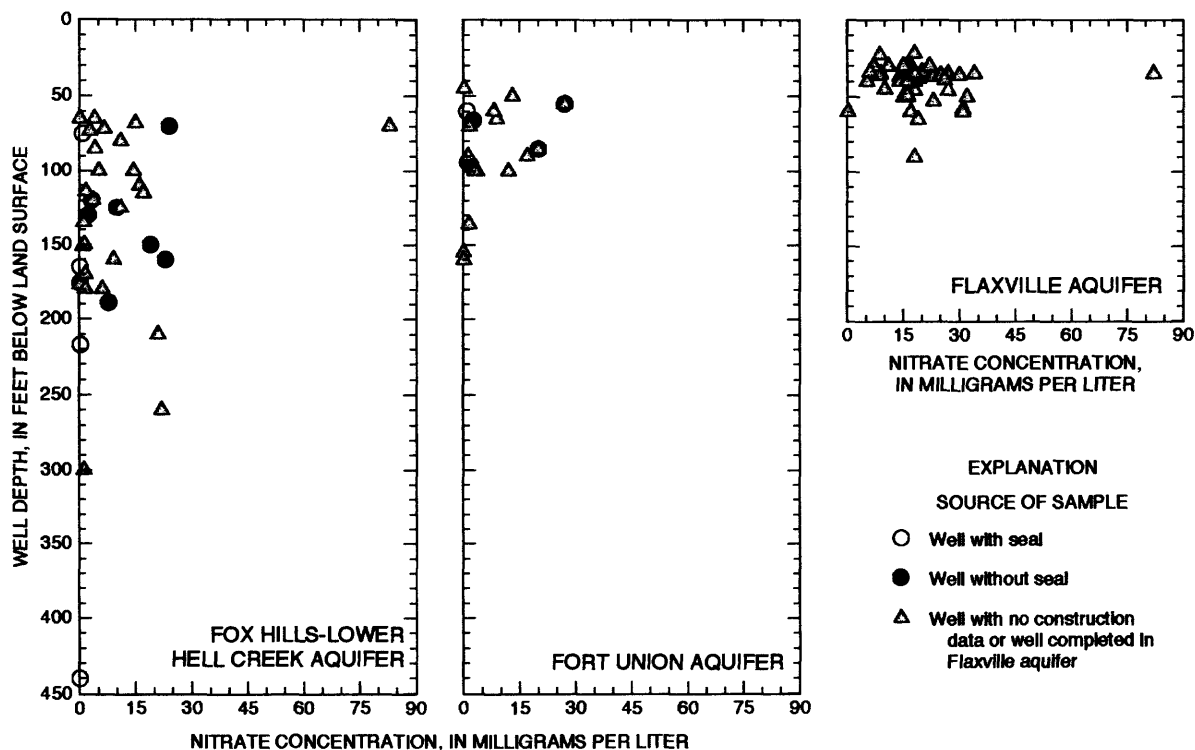 0
50
100
150
200
250
300
350
400
450
WELL DEPTH, IN FEET BELOW LAND SURFACE
FOX HILLS-LOWER
HELL CREEK AQUIFER
0 15 30 45 60 75 90
FORT UNION AQUIFER
0 15 30 45 60 75 90
NITRATE CONCENTRATION, IN MILLIGRAMS PER LITER
FLAXVILLE AQUIFER
0 15 30 45 60 75 90
NITRATE CONCENTRATION,
IN MILLIGRAMS PER LITER
EXPLANATION
SOURCE OF SAMPLE
Well with seal
Well without seal
Well with no construction
data or well completed in
Flaxville aquifer